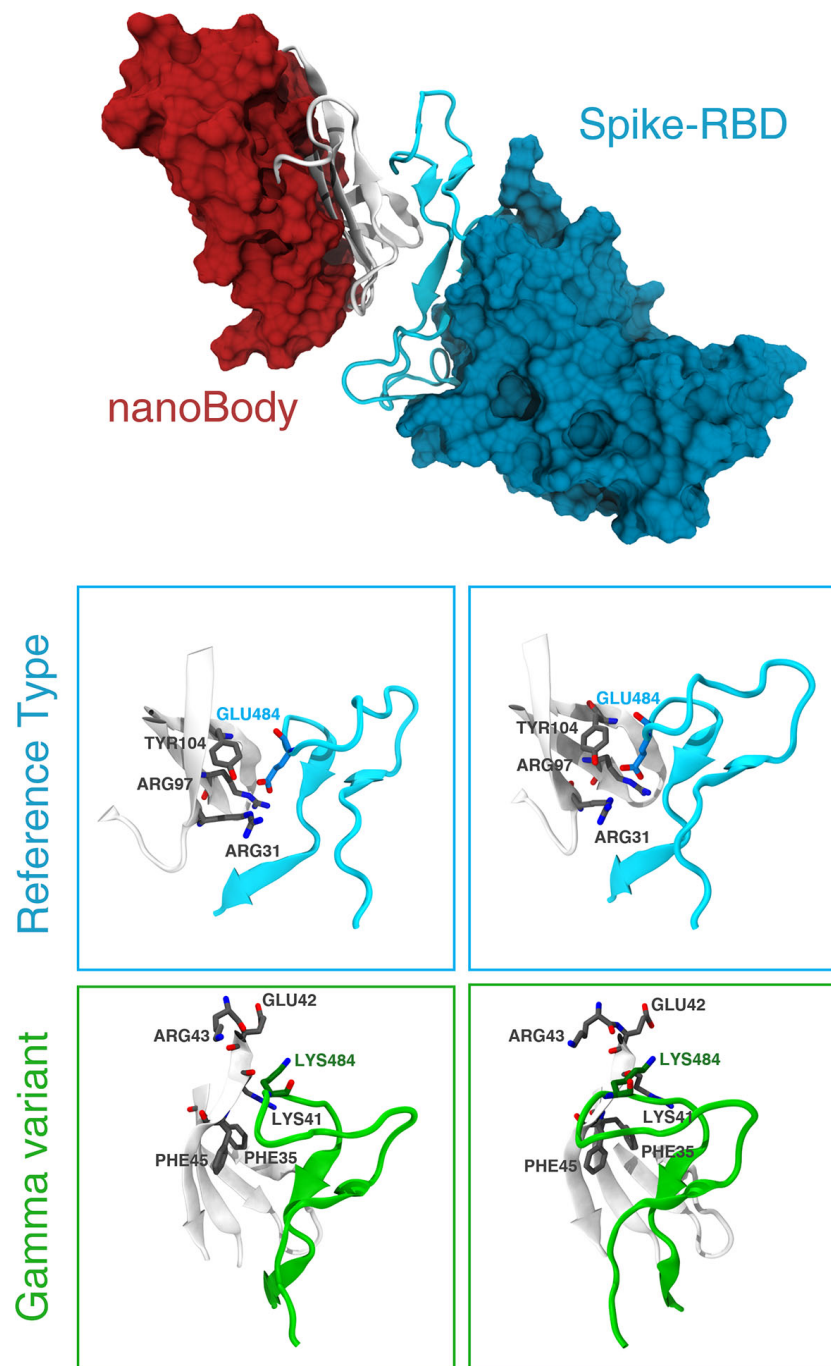 Spike-RBD
nanoBody
Reference Type
GLU484
TYR104
ARG97
ARG31
GLU484
TYR104
ARG97
ARG31
Gamma variant
GLU42
ARG43
LYS484
LYS41
PHE45
PHE35
GLU42
ARG43
LYS484
LYS41
PHE45
PHE35